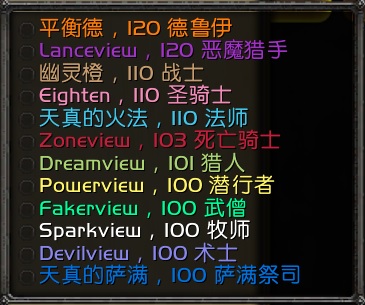 平衡德，120 德鲁伊
Lanceview，120 恶魔猎手
幽灵橙，110 战士
Eighten，110 圣骑士
天真的火法，110 法师
Zoneview，103 死亡骑士
Dreamview，101 猎人
Powerview，100 潜行者
Fakerview，100 武僧
Sparkview，100 牧师
Devilview，100 术士
天真的萨满，100 萨满祭司